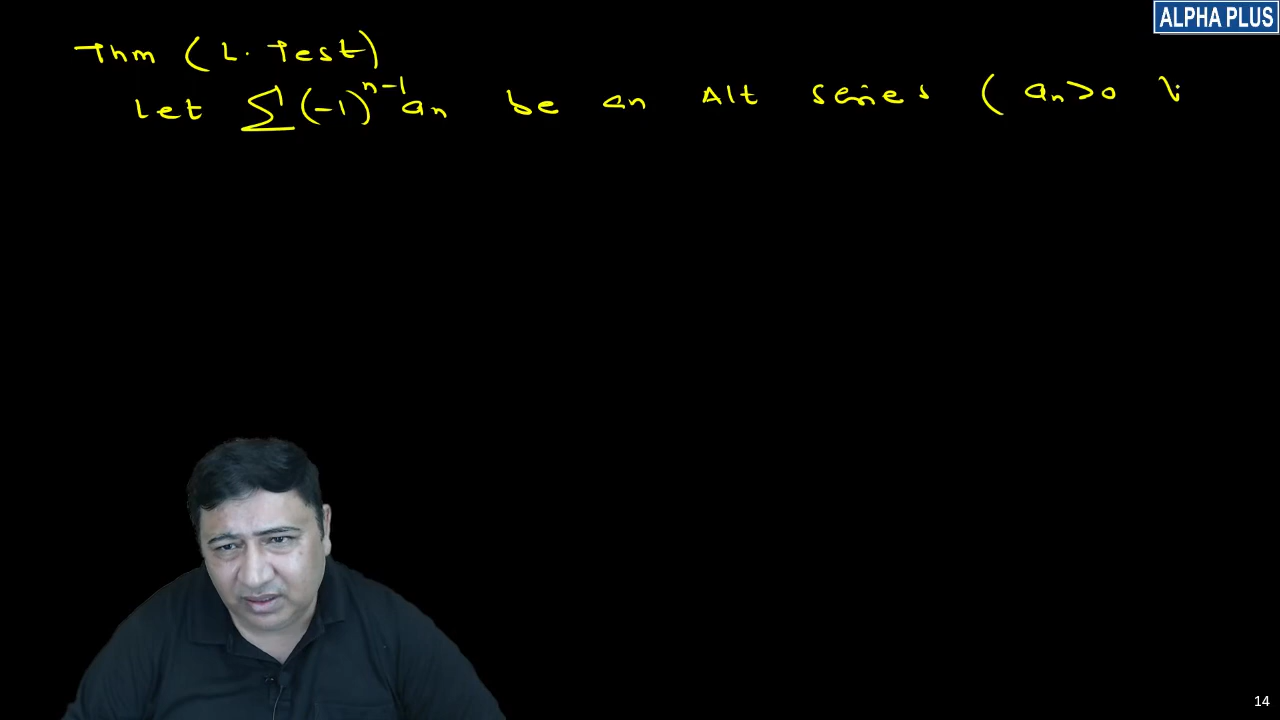 ALPHA PLUS
Thm (L. Test)
Let ∑(-1)^{n-1} an be an Alt series ( an>0
14